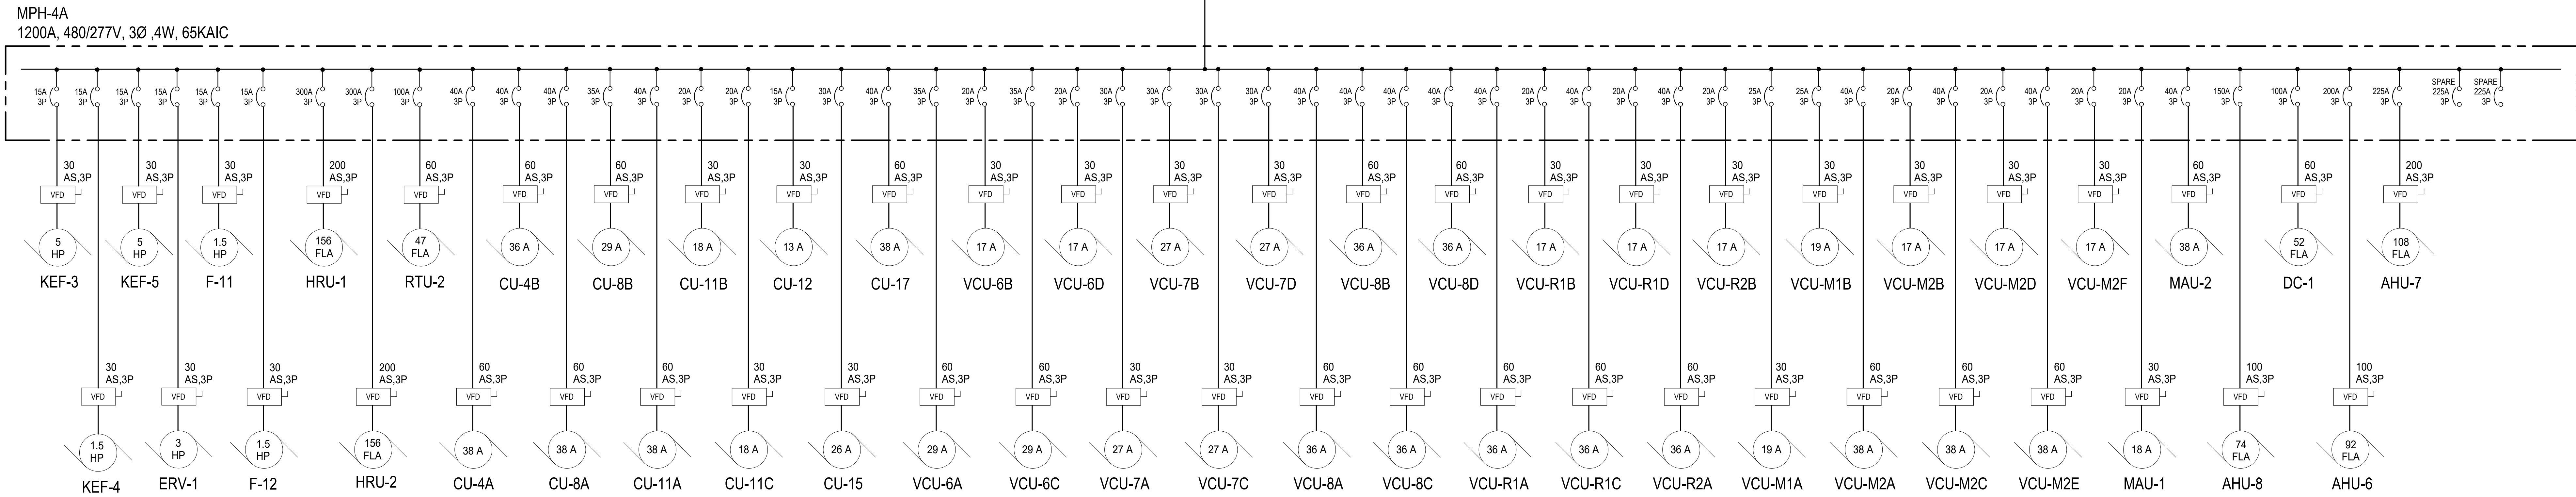 MPH-4A
1200A, 480/277V, 3Ø ,4W, 65KAIC
SPARE SPARE
15A 15A 15A 15A 15A 15A 300A 300A 100A 40A 40A 40A 35A 40A 20A 20A 15A 30A 40A 35A 20A 35A 20A 30A 30A 30A 30A 40A 40A 40A 40A 40A 20A 40A 20A 40A 20A 25A 25A 40A 20A 40A 20A 40A 20A 20A 40A 150A 100A 200A 225A 225A 225A
3P 3P 3P 3P 3P 3P 3P 3P 3P 3P 3P 3P 3P 3P 3P 3P 3P 3P 3P 3P 3P 3P 3P 3P 3P 3P 3P 3P 3P 3P 3P 3P 3P 3P 3P 3P 3P 3P 3P 3P 3P 3P 3P 3P 3P 3P 3P 3P 3P 3P 3P 3P 3P
30 30 30 200 60 60 60 30 30 60 30 30 30 30 60 60 30 30 30 30 30 30 30 60 60 200
AS,3P AS,3P AS,3P AS,3P AS,3P AS,3P AS,3P AS,3P AS,3P AS,3P AS,3P AS,3P AS,3P AS,3P AS,3P AS,3P AS,3P AS,3P AS,3P AS,3P AS,3P AS,3P AS,3P AS,3P AS,3P AS,3P
VFD VFD VFD VFD VFD VFD VFD VFD VFD VFD VFD VFD VFD VFD VFD VFD VFD VFD VFD VFD VFD VFD VFD VFD VFD VFD
5 5 1.5 156 47 36 A 29 A 18 A 13 A 38 A 17 A 17 A 27 A 27 A 36 A 36 A 17 A 17 A 17 A 19 A 17 A 17 A 17 A 38 A 52 108
HP HP HP FLA FLA FLA FLA
KEF-3 KEF-5 F-11 HRU-1 RTU-2 CU-4B CU-8B CU-11B CU-12 CU-17 VCU-6B VCU-6D VCU-7B VCU-7D VCU-8B VCU-8D VCU-R1B VCU-R1D VCU-R2B VCU-M1B VCU-M2B VCU-M2D VCU-M2F MAU-2 DC-1 AHU-7
30 30 30 200 60 60 60 30 30 60 60 30 30 60 60 60 60 60 30 60 60 60 30 100 100
AS,3P AS,3P AS,3P AS,3P AS,3P AS,3P AS,3P AS,3P AS,3P AS,3P AS,3P AS,3P AS,3P AS,3P AS,3P AS,3P AS,3P AS,3P AS,3P AS,3P AS,3P AS,3P AS,3P AS,3P AS,3P
VFD VFD VFD VFD VFD VFD VFD VFD VFD VFD VFD VFD VFD VFD VFD VFD VFD VFD VFD VFD VFD VFD VFD VFD VFD
1.5 3 1.5 156 38 A 38 A 38 A 18 A 26 A 29 A 29 A 27 A 27 A 36 A 36 A 36 A 36 A 36 A 19 A 38 A 38 A 38 A 18 A 74 92
HP HP HP FLA FLA FLA
KEF-4 ERV-1 F-12 HRU-2 CU-4A CU-8A CU-11A CU-11C CU-15 VCU-6A VCU-6C VCU-7A VCU-7C VCU-8A VCU-8C VCU-R1A VCU-R1C VCU-R2A VCU-M1A VCU-M2A VCU-M2C VCU-M2E MAU-1 AHU-8 AHU-6